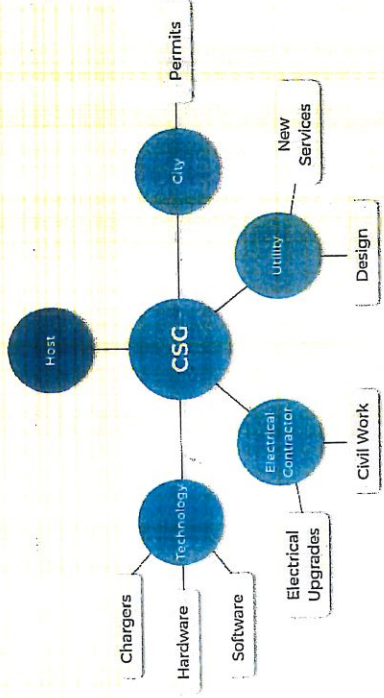 Host
CSG
City
Permits
Utility
New
Services
Design
Electrical
Contractor
Civil Work
Electrical
Upgrades
Technology
Chargers
Hardware
Software